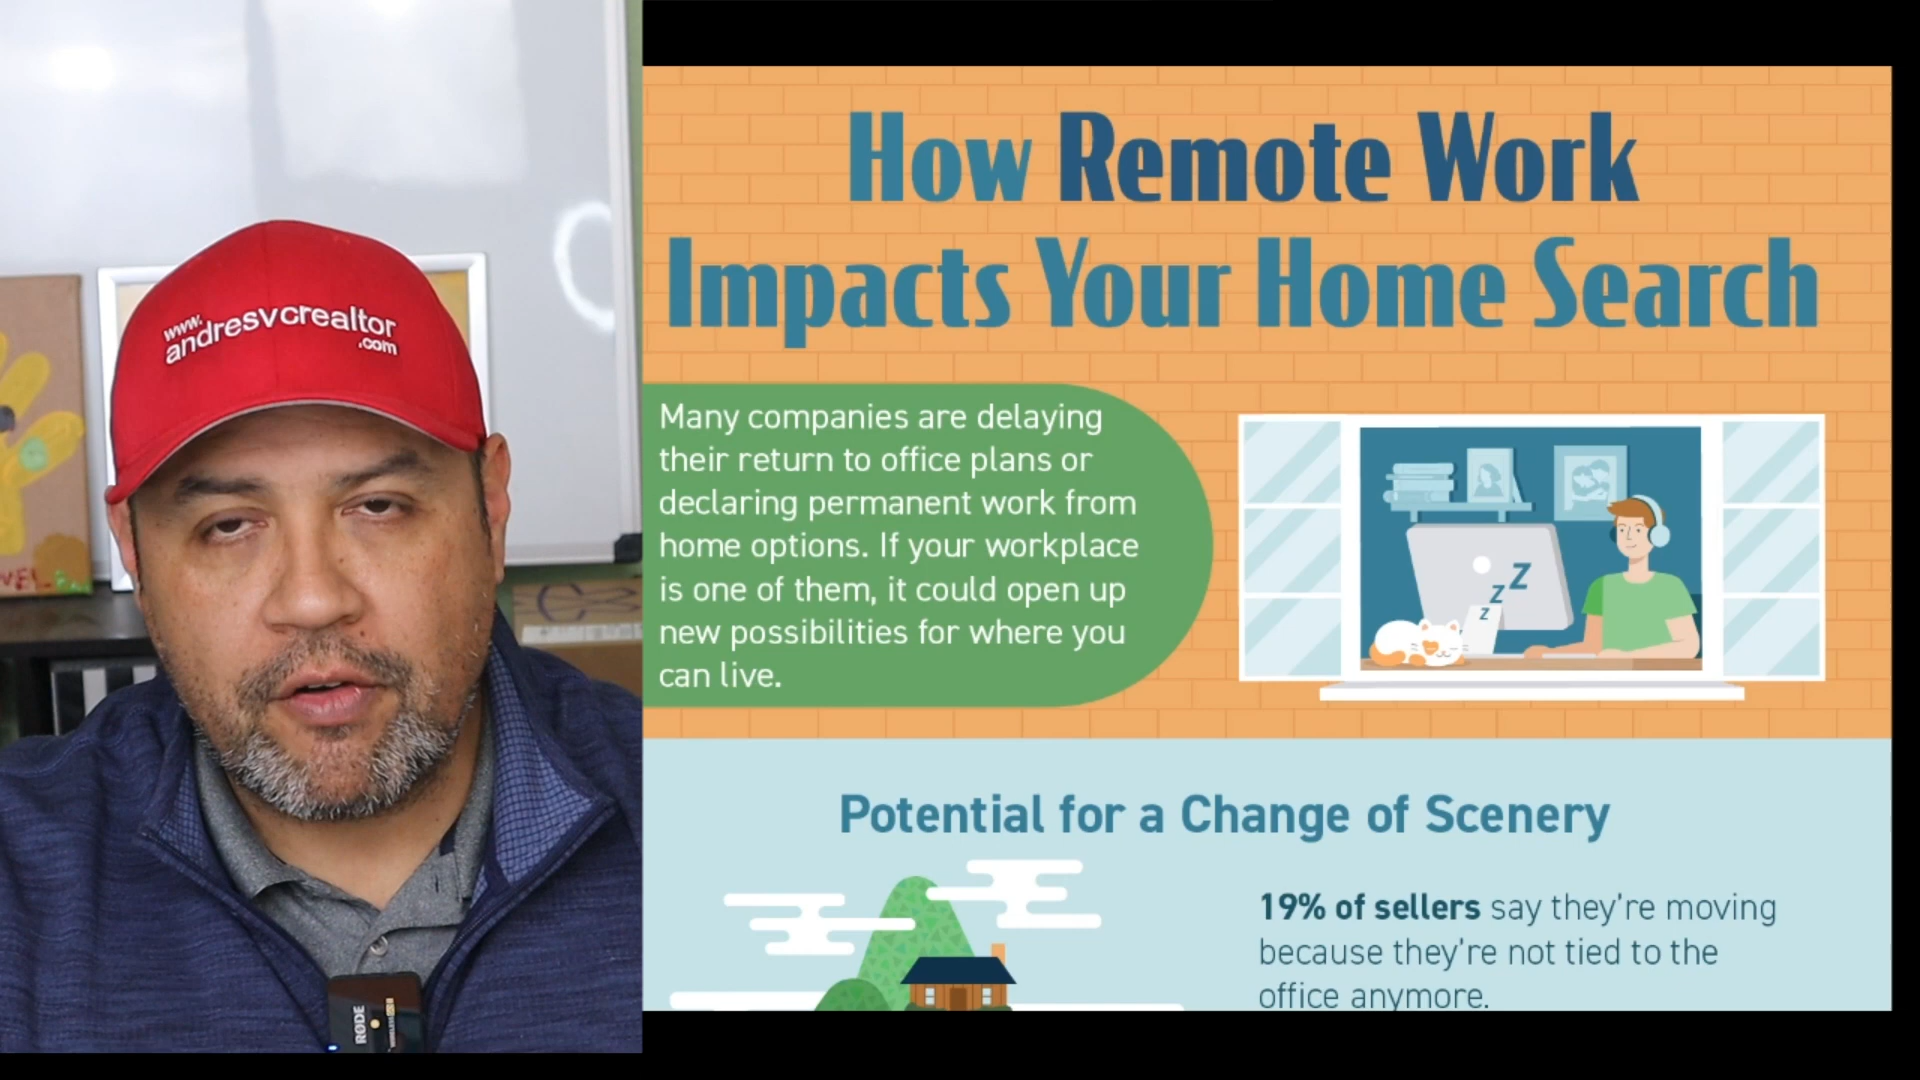 www.
andresvcrealtor
.com
RØDE
How Remote Work
Impacts Your Home Search
Many companies are delaying
their return to office plans or
declaring permanent work from
home options. If your workplace
is one of them, it could open up
new possibilities for where you
can live.
z
z
Z
Potential for a Change of Scenery
19% of sellers say they're moving
because they're not tied to the
office anymore.